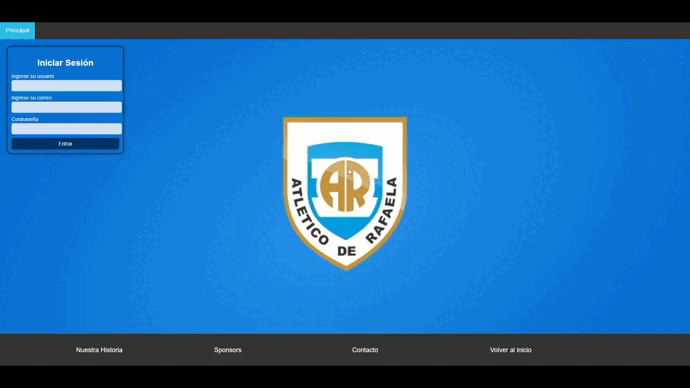 Principal
Iniciar Sesión
Ingrese su usuario
Ingrese su correo
Contraseña
Entrar
AR
ATLETICO DE RAFAELA
Nuestra Historia
Sponsors
Contacto
Volver al inicio